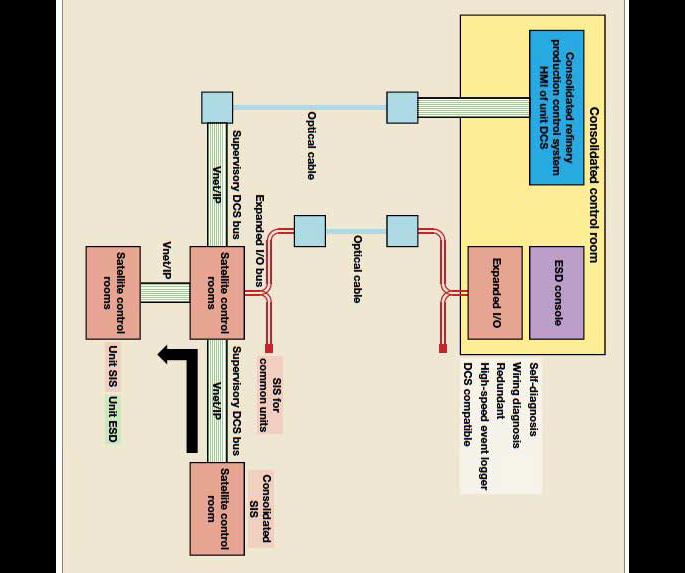 Consolidated control room
Consolidated refinery
production control system
HMI of unit DCS
ESD console
Expanded I/O
Self-diagnosis
Wiring diagnosis
Redundant
High-speed event logger
DCS compatible
Optical cable
Optical cable
Expanded I/O bus
SIS for
common units
Supervisory DCS bus
Vnet/IP
Satellite control
rooms
Supervisory DCS bus
Vnet/IP
Consolidated
SIS
Satellite control
room
Vnet/IP
Satellite control
rooms
Unit SIS
Unit ESD